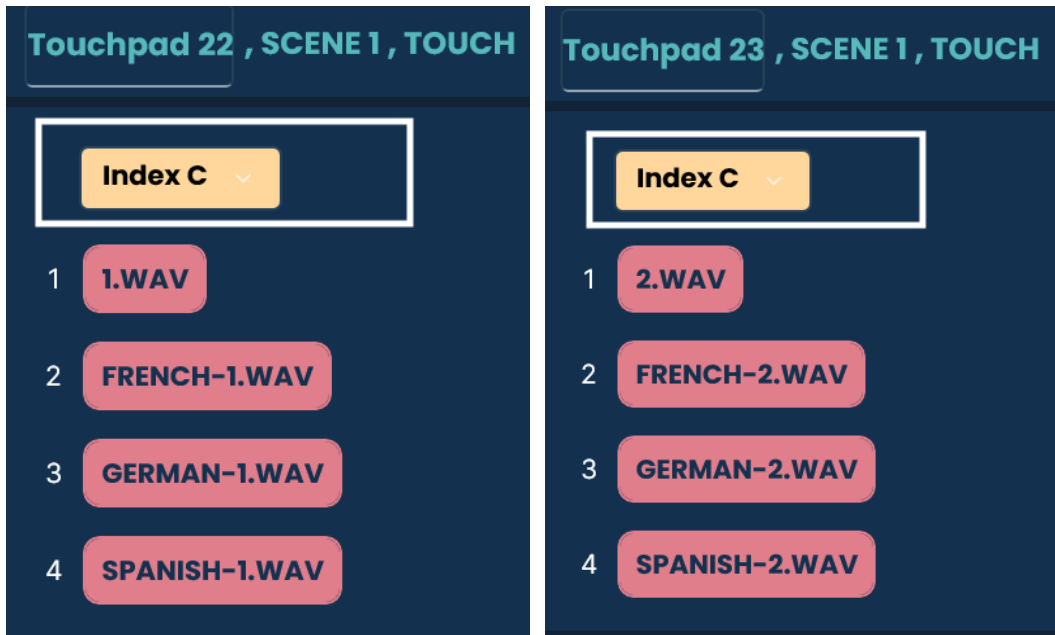 Touchpad 22 , SCENE 1 , TOUCH
Index C
1 1.WAV
2 FRENCH-1.WAV
3 GERMAN-1.WAV
4 SPANISH-1.WAV
Touchpad 23 , SCENE 1 , TOUCH
Index C
1 2.WAV
2 FRENCH-2.WAV
3 GERMAN-2.WAV
4 SPANISH-2.WAV